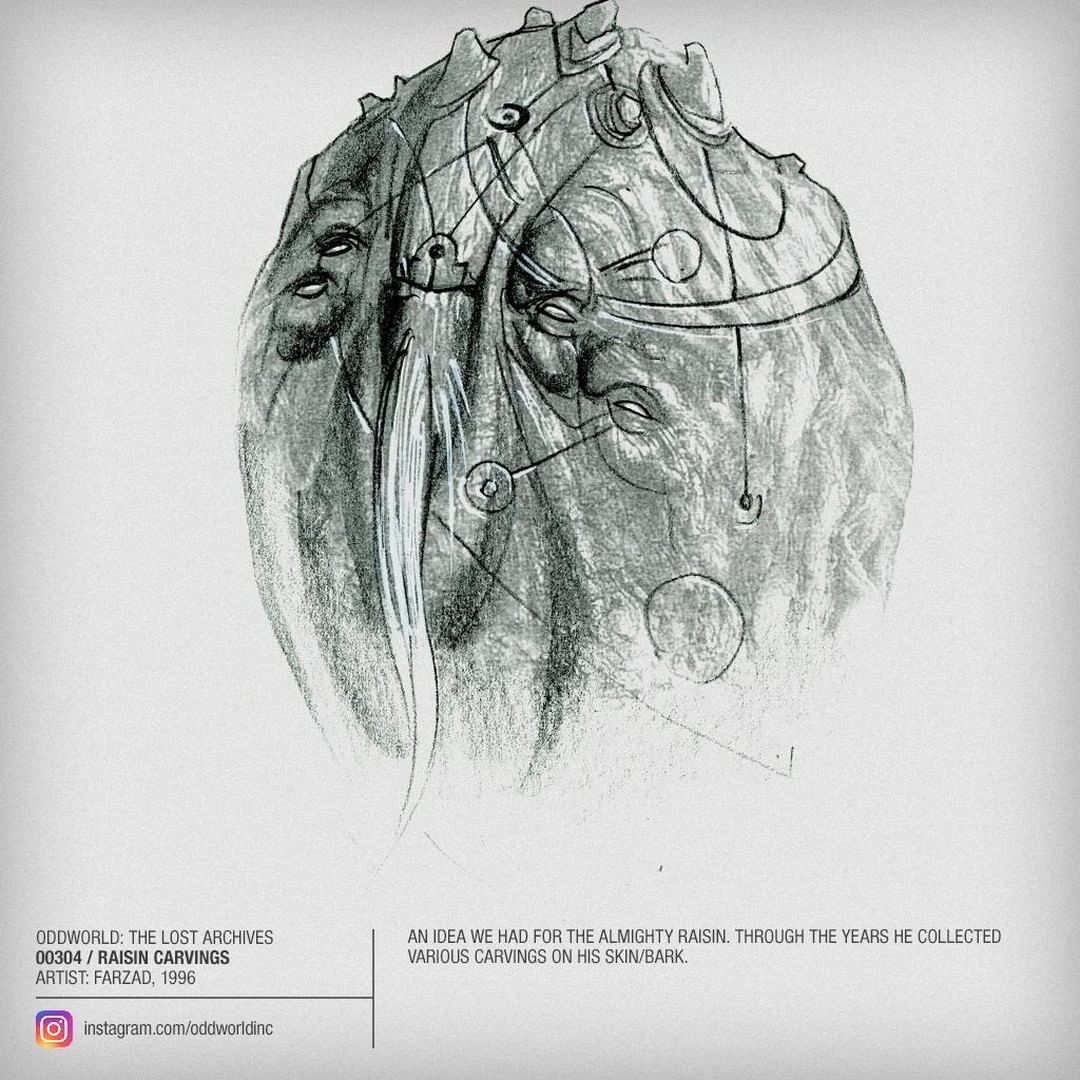 ODDWORLD: THE LOST ARCHIVES
00304 / RAISIN CARVINGS
ARTIST: FARZAD, 1996
instagram.com/oddworldinc
AN IDEA WE HAD FOR THE ALMIGHTY RAISIN. THROUGH THE YEARS HE COLLECTED
VARIOUS CARVINGS ON HIS SKIN/BARK.